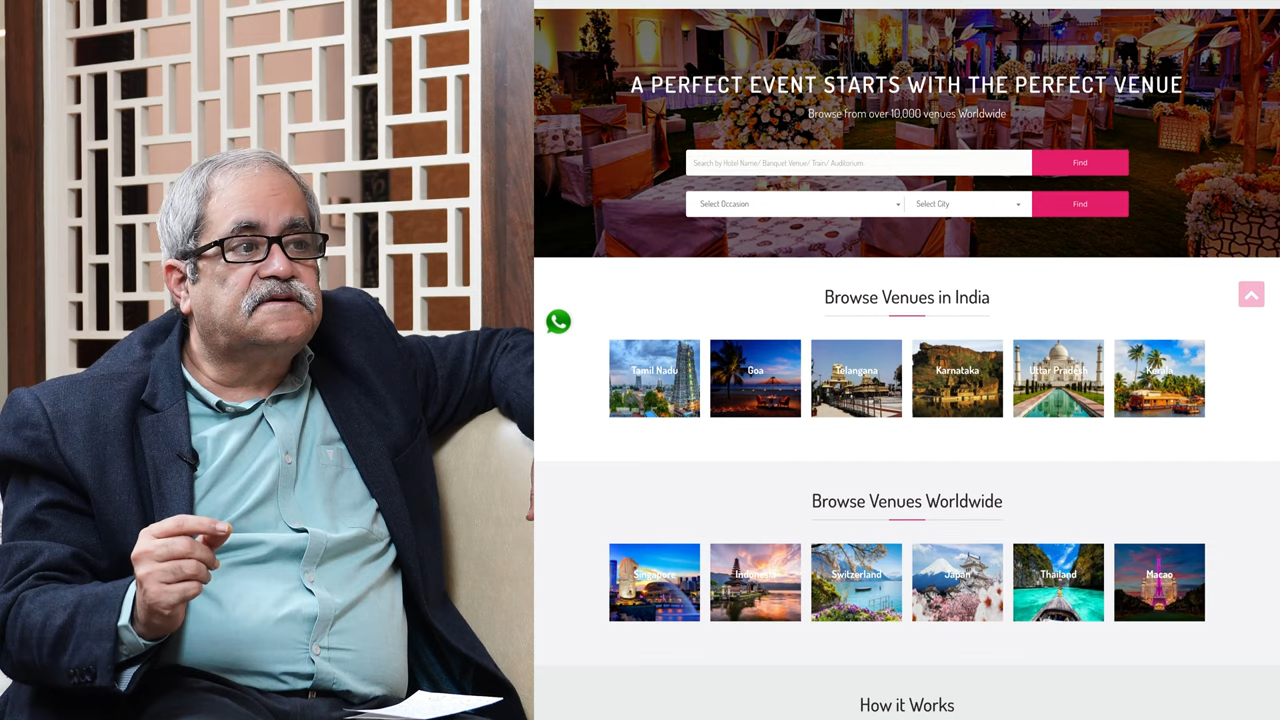 A PERFECT EVENT STARTS WITH THE PERFECT VENUE
Browse from over 10,000 venues Worldwide
Search by Hotel Name/ Banquet Venue/ Train/ Auditorium
Find
Select Occasion
Select City
Find
Browse Venues in India
Tamil Nadu
Goa
Telangana
Karnataka
Uttar Pradesh
Kerala
Browse Venues Worldwide
Singapore
Indonesia
Switzerland
Japan
Thailand
Macao
How it Works